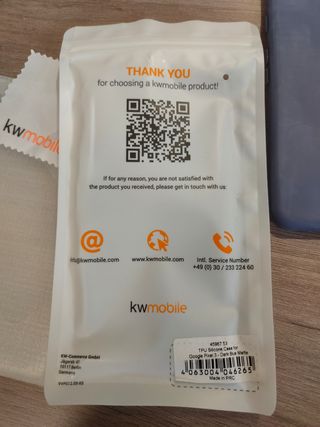 THANK YOU
for choosing a kwmobile product!
If for any reason, you are not satisfied with
the product you received, please get in touch with us:
kwmobile
info@kwmobile.com
www.kwmobile.com
Intl. Service Number
+49 (0) 30 / 233 224 60
kwmobile
KW-Commerce GmbH
10117 Berlin
Germany
45967.53
TPU Silicone Case for
Google Pixel 3 - Dark Blue Matte
4 063004 046265
Made in PRC